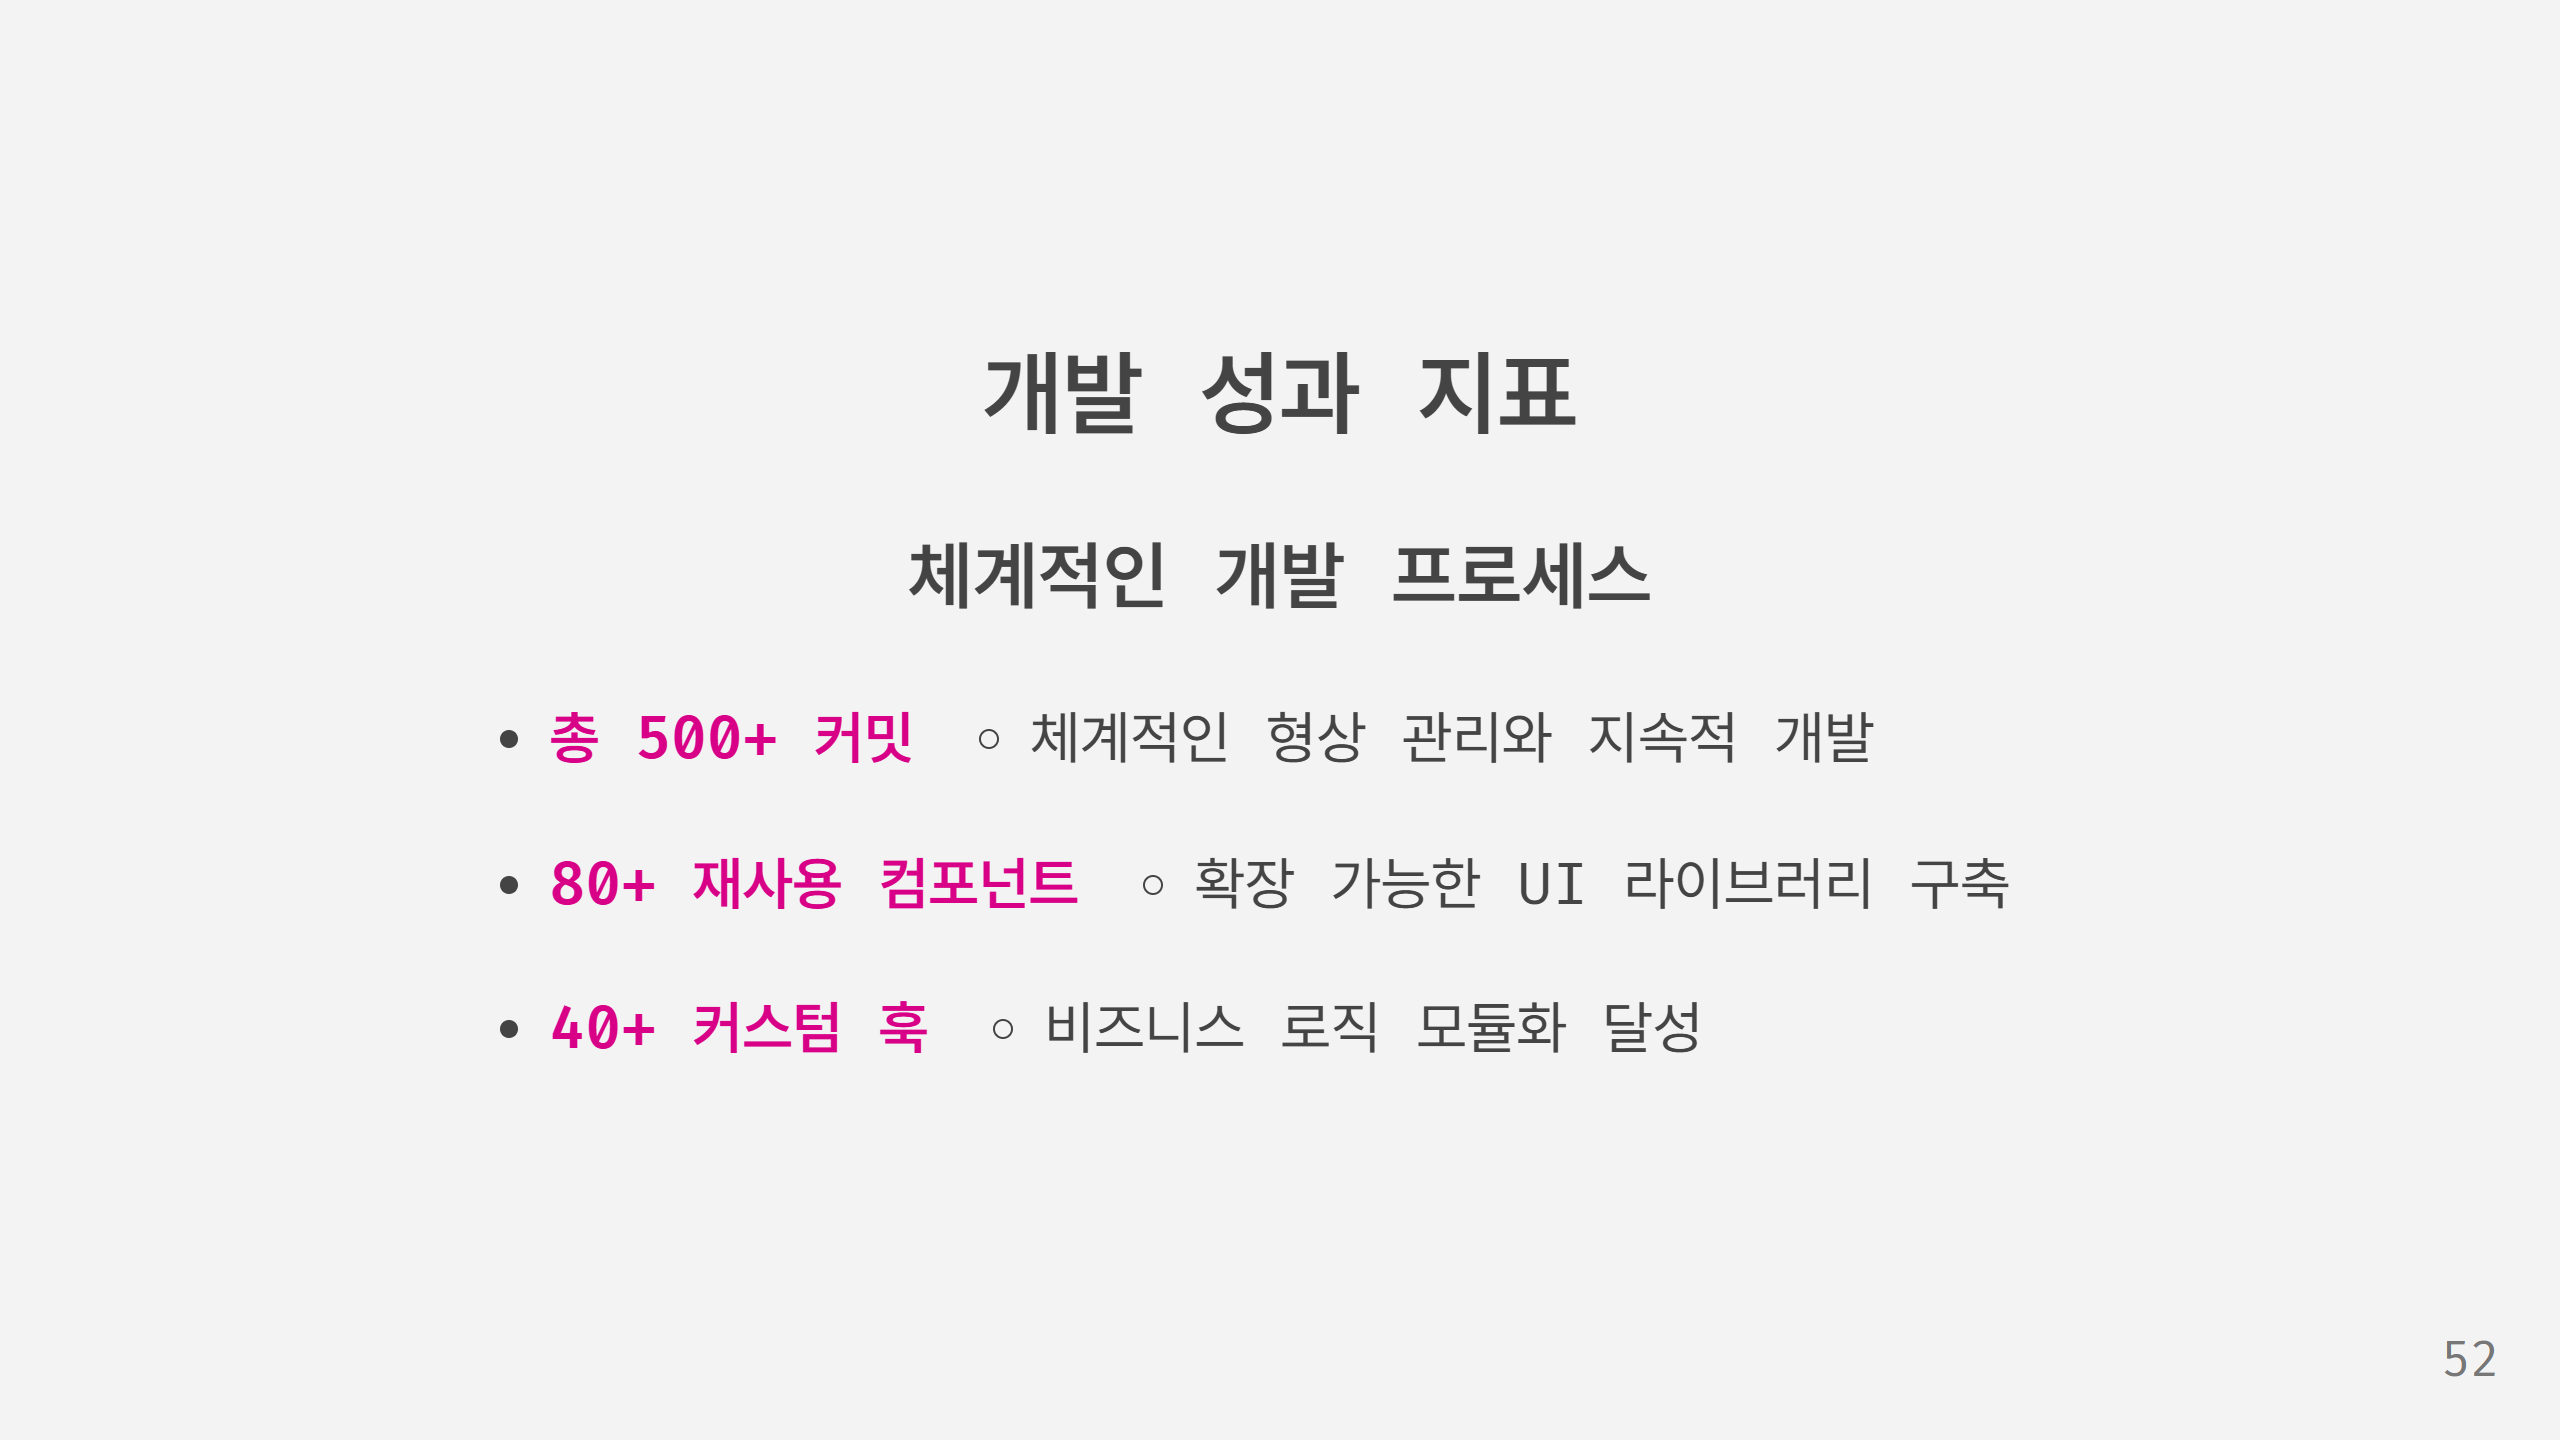 개발 성과 지표
체계적인 개발 프로세스
• 총 500+ 커밋 ◦ 체계적인 형상 관리와 지속적 개발
• 80+ 재사용 컴포넌트 ◦ 확장 가능한 UI 라이브러리 구축
• 40+ 커스텀 훅 ◦ 비즈니스 로직 모듈화 달성
52